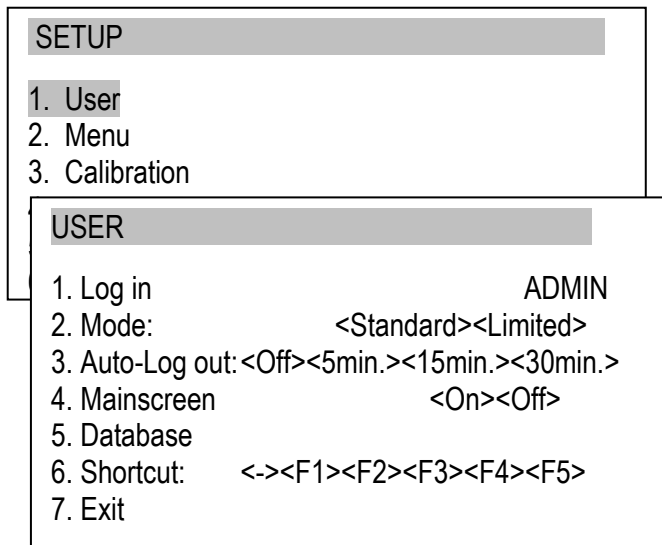 SETUP
1. User
2. Menu
3. Calibration
USER
1. Log in ADMIN
2. Mode: <Standard><Limited>
3. Auto-Log out:<Off><5min.><15min.><30min.>
4. Mainscreen <On><Off>
5. Database
6. Shortcut: <-><F1><F2><F3><F4><F5>
7. Exit